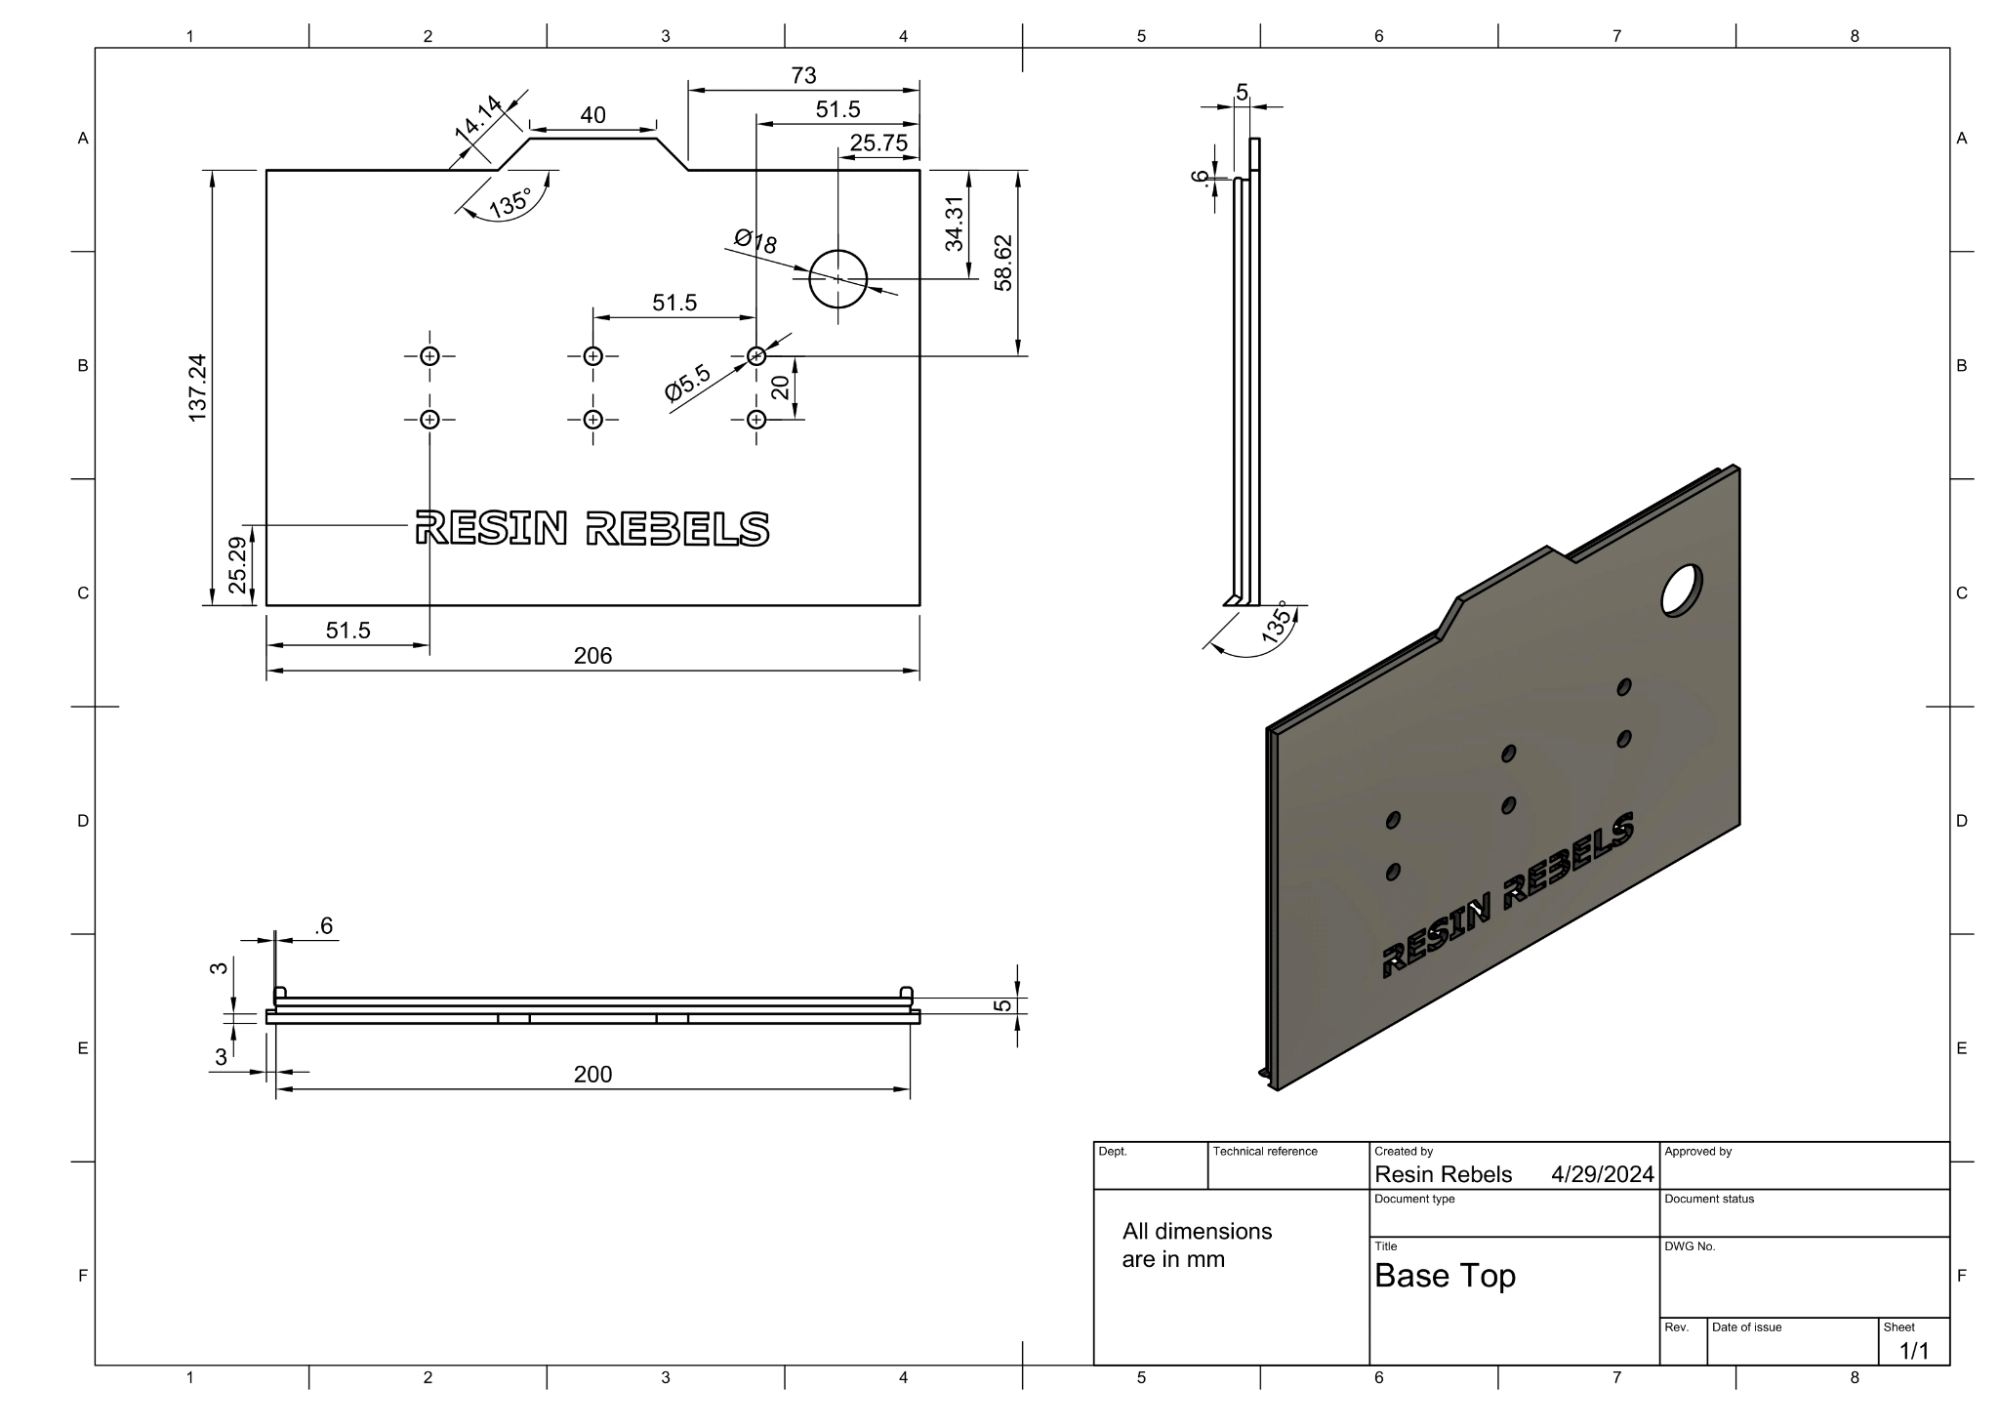 1 2 3 4 5 6 7 8
A A
B B
C C
D D
E E
F F
1 2 3 4 5 6 7 8
73
51.5
25.75
40
14.14
135°
34.31
58.62
Ø18
51.5
Ø5.5
20
137.24
25.29
RESIN REBELS
51.5
206
5
.6
135°
RESIN REBELS
.6
3
3
5
200
Dept.
Technical reference
Created by
Resin Rebels 4/29/2024
Approved by
All dimensions
are in mm
Document type
Document status
Title
Base Top
DWG No.
Rev.
Date of issue
Sheet
1/1